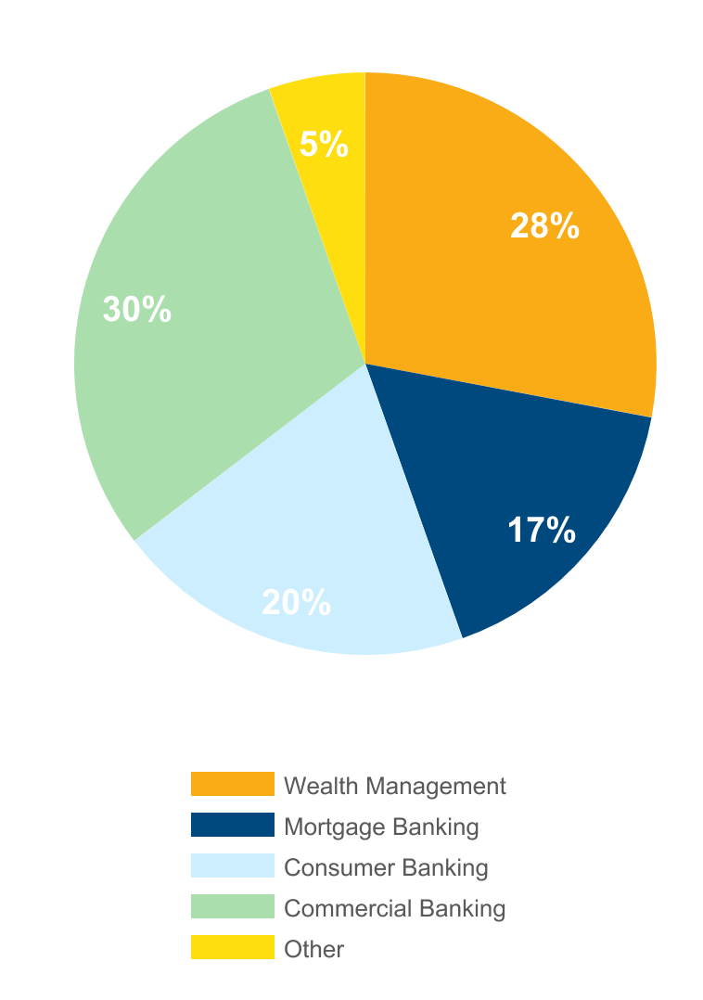 5%
28%
30%
17%
20%
Wealth Management
Mortgage Banking
Consumer Banking
Commercial Banking
Other